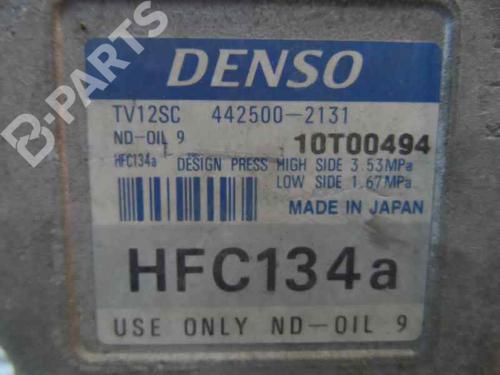 B-PARTS
DENSO
TV12SC 442500-2131
ND-OIL 9 10T00494
HFC134a DESIGN PRESS HIGH SIDE 3.53MPa
LOW SIDE 1.67MPa
MADE IN JAPAN
HFC134a
USE ONLY ND-OIL 9